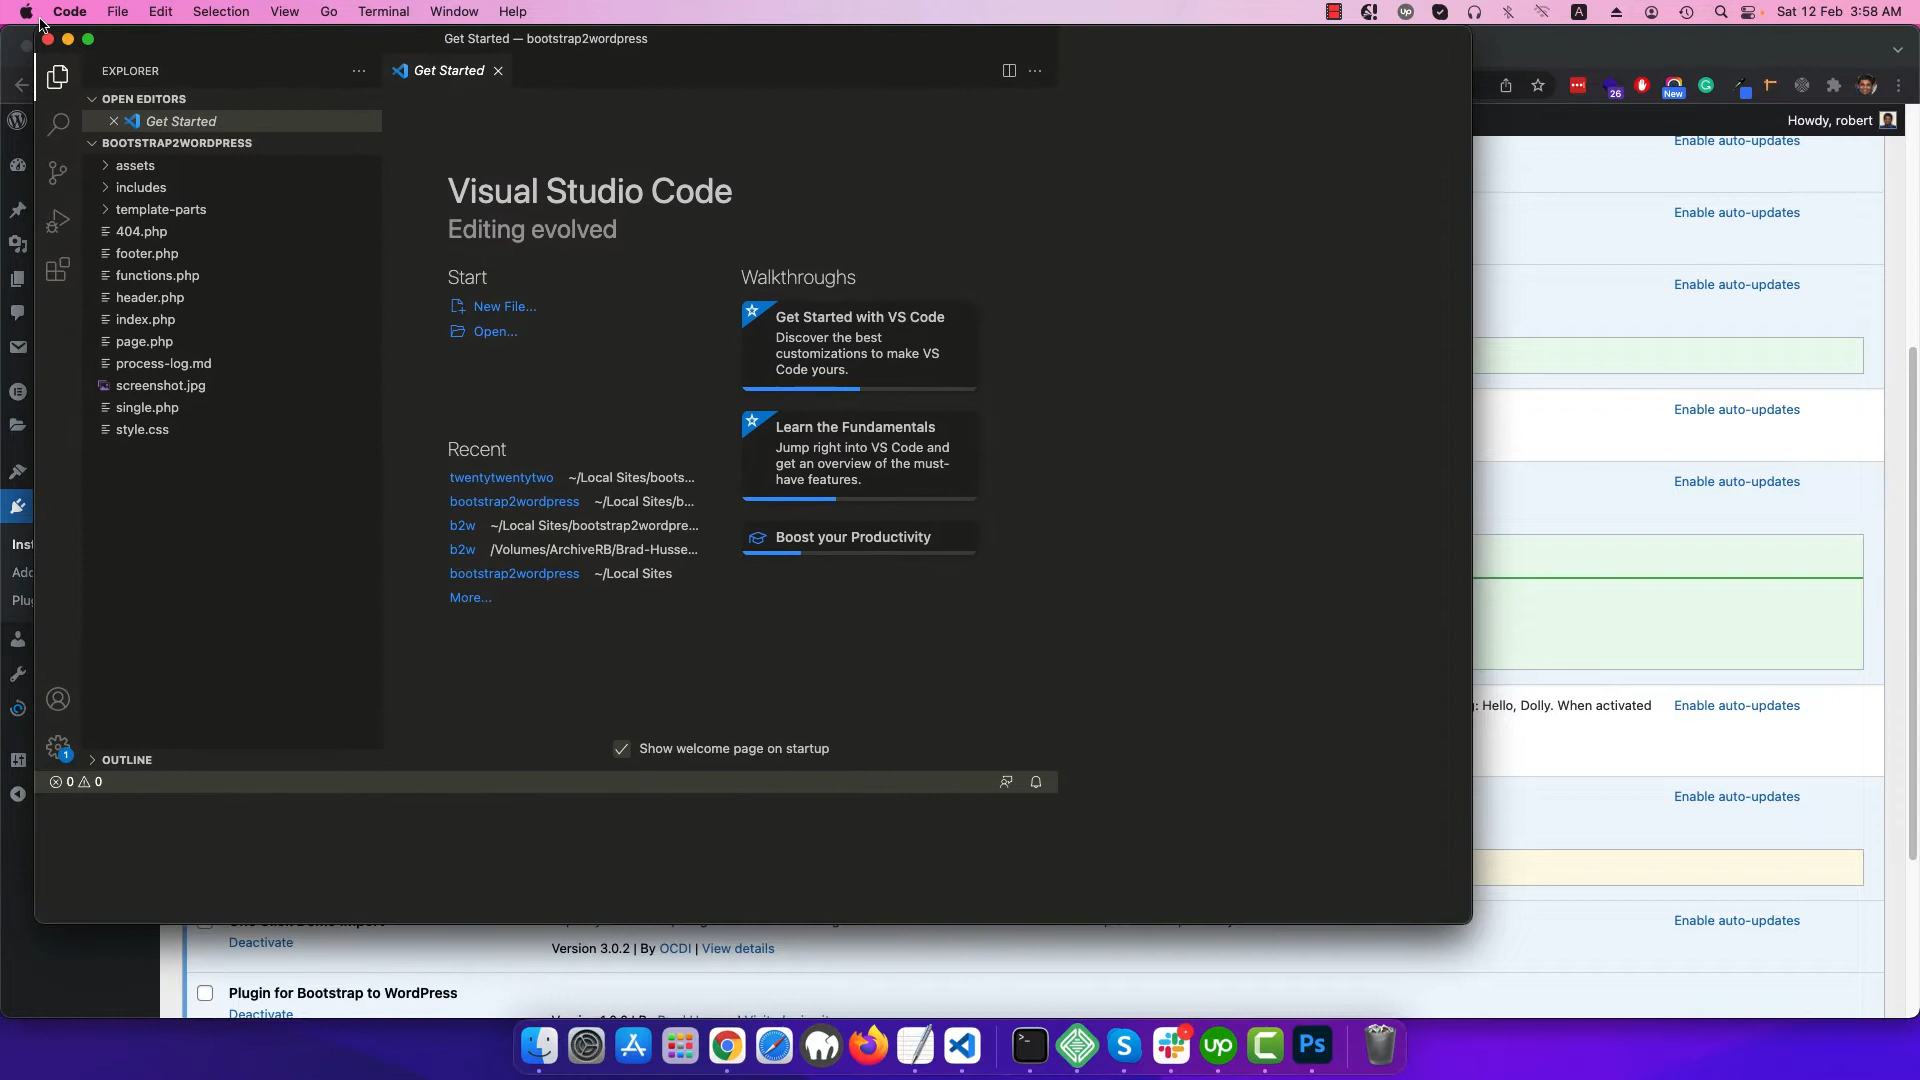 Code File Edit Selection View Go Terminal Window Help
A Sat 12 Feb 3:58 AM
Get Started — bootstrap2wordpress
EXPLORER
Get Started
OPEN EDITORS
Get Started
BOOTSTRAP2WORDPRESS
assets
includes
template-parts
404.php
footer.php
functions.php
header.php
index.php
page.php
process-log.md
screenshot.jpg
single.php
style.css
OUTLINE
0 0
1
Visual Studio Code
Editing evolved
Start
New File...
Open...
Recent
twentytwentytwo ~/Local Sites/boots...
bootstrap2wordpress ~/Local Sites/b...
b2w ~/Local Sites/bootstrap2wordpre...
b2w /Volumes/ArchiveRB/Brad-Husse...
bootstrap2wordpress ~/Local Sites
More...
Walkthroughs
Get Started with VS Code
Discover the best
customizations to make VS
Code yours.
Learn the Fundamentals
Jump right into VS Code and
get an overview of the must-
have features.
Boost your Productivity
Show welcome page on startup
26
New
Howdy, robert
Enable auto-updates
Enable auto-updates
Enable auto-updates
Enable auto-updates
Enable auto-updates
: Hello, Dolly. When activated Enable auto-updates
Enable auto-updates
Enable auto-updates
Inst
Add
Plug
Deactivate
Version 3.0.2 | By OCDI | View details
Plugin for Bootstrap to WordPress
Deactivate
up
Ps